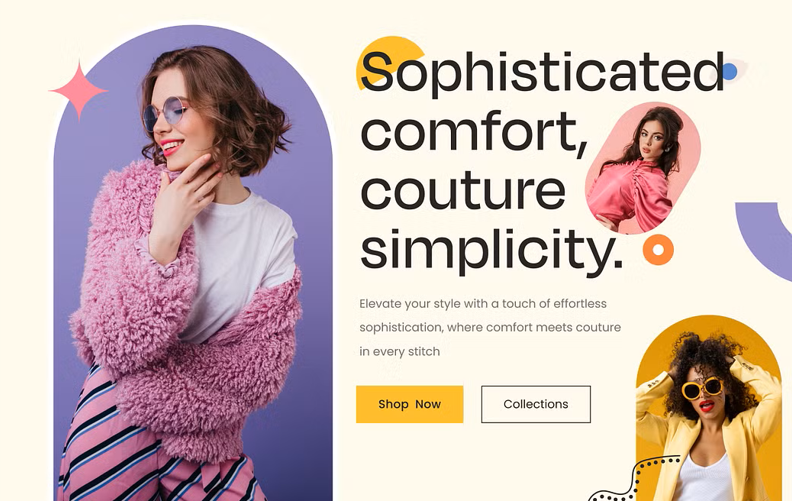 Sophisticated
comfort,
couture
simplicity.
Elevate your style with a touch of effortless
sophistication, where comfort meets couture
in every stitch
Shop Now
Collections